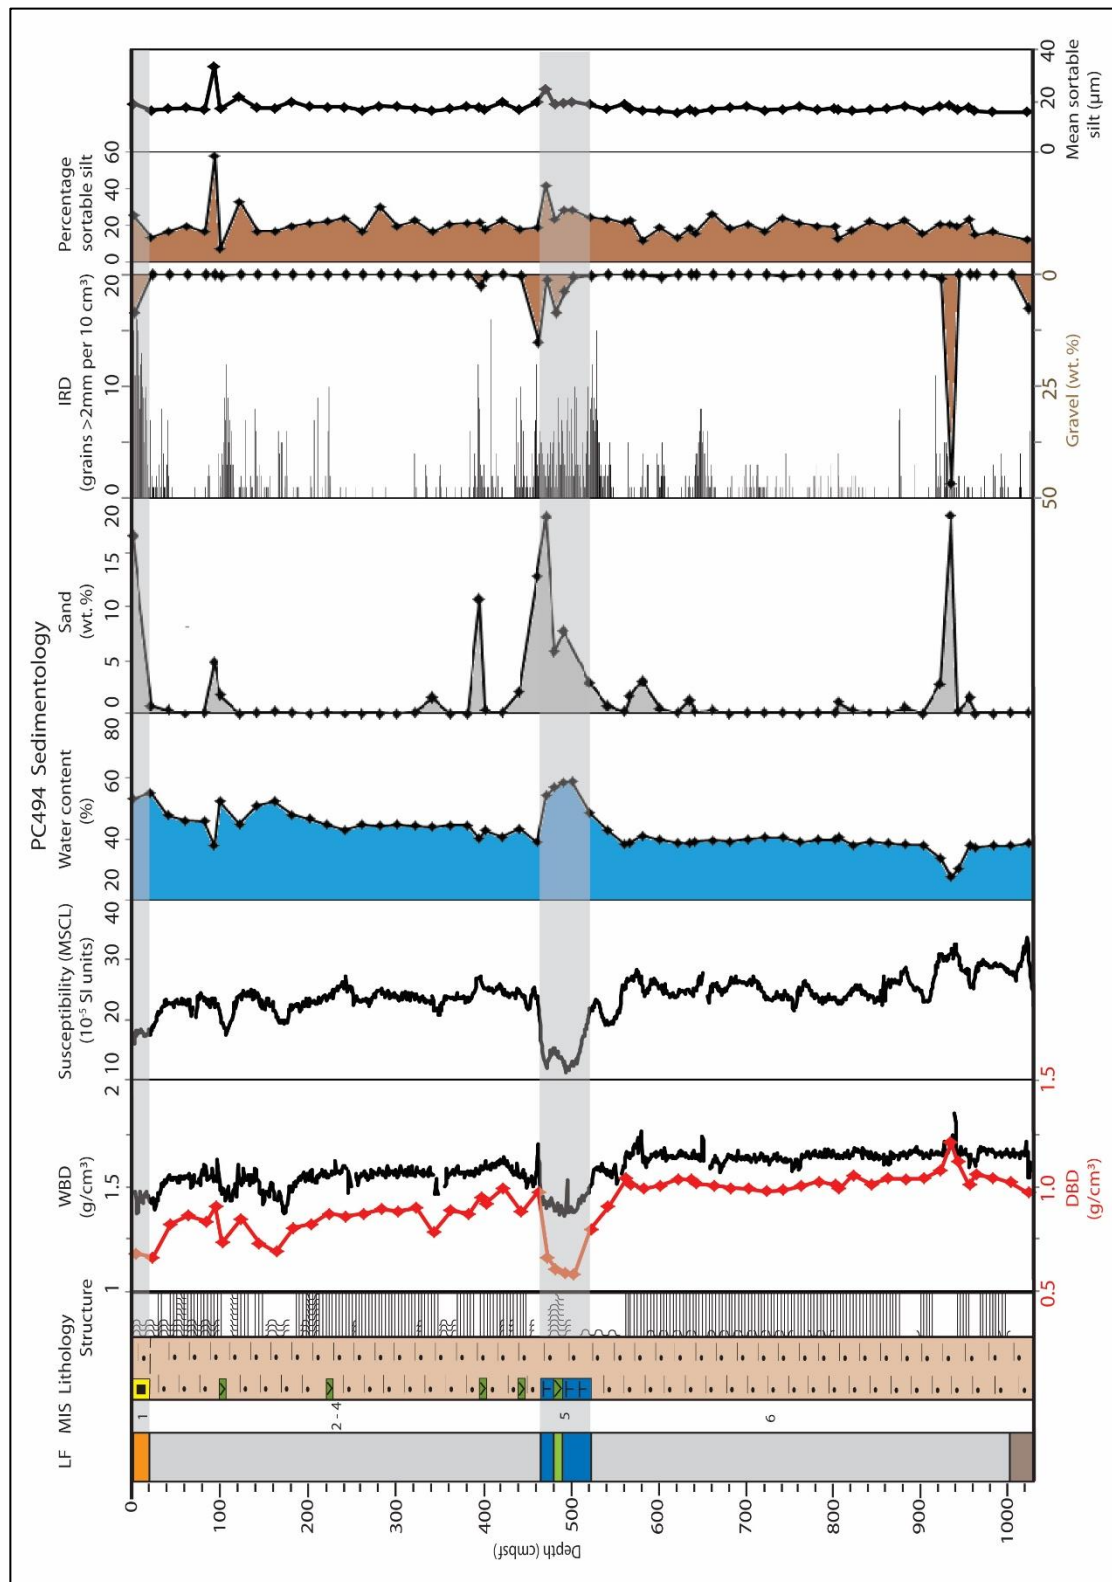 PC494 Sedimentology
LF
MIS
Lithology
Structure
WBD
(g/cm³)
Susceptibility (MSCL)
(10⁻⁵ SI units)
Water content
(%)
Sand
(wt. %)
IRD
(grains >2mm per 10 cm³)
Percentage
sortable silt
1
1.5
2
10
20
30
40
20
40
60
80
0
5
10
15
20
0
10
20
0
20
40
60
1
2 - 4
5
6
Depth (cmbsf)
0
100
200
300
400
500
600
700
800
900
1000
0.5
1.0
1.5
DBD
(g/cm³)
50
25
0
Gravel (wt. %)
0
20
40
Mean sortable
silt (µm)